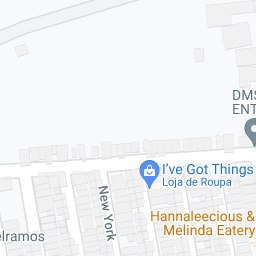 DMS
ENT
I've Got Things
Loja de Roupa
New York
Hannaleecious &
Melinda Eatery
elramos